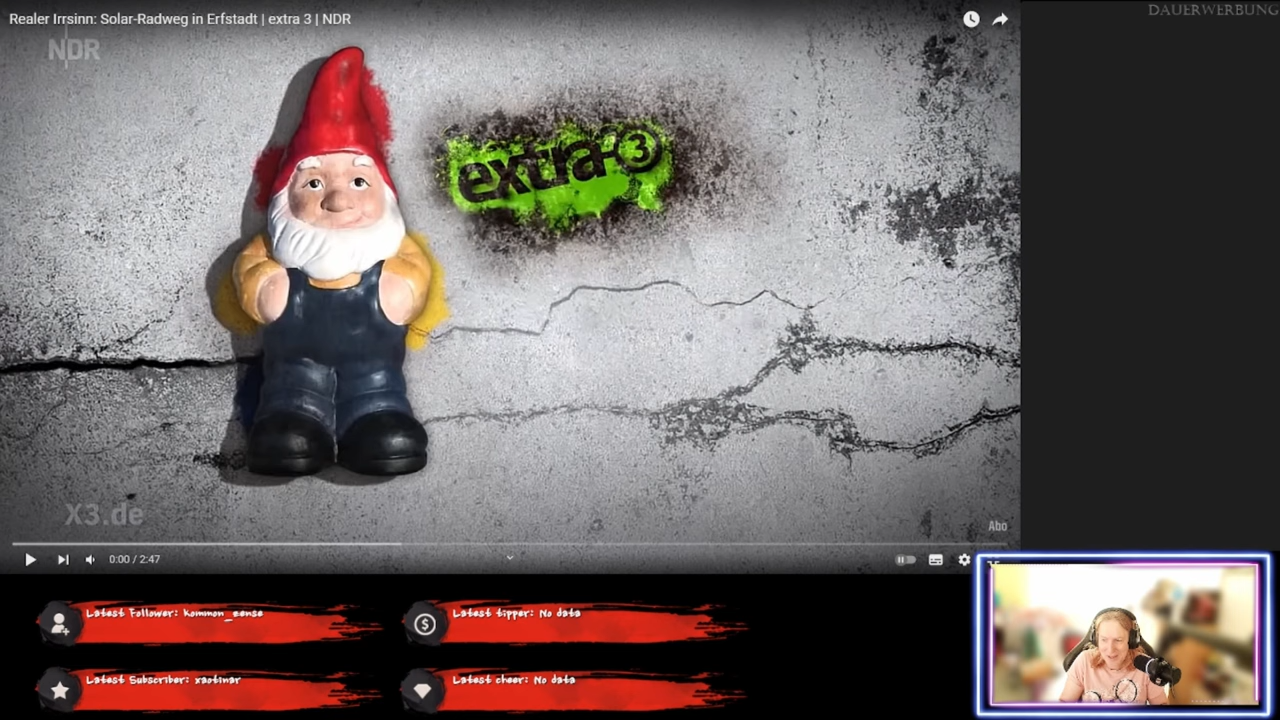 Realer Irrsinn: Solar-Radweg in Erfstadt | extra 3 | NDR
DAUERWERBUNG
NDR
extra 3
X3.de
Abo
0:00 / 2:47
Latest Follower: Kommon_sense
Latest tipper: No data
Latest Subscriber: xaotinar
Latest cheer: No data